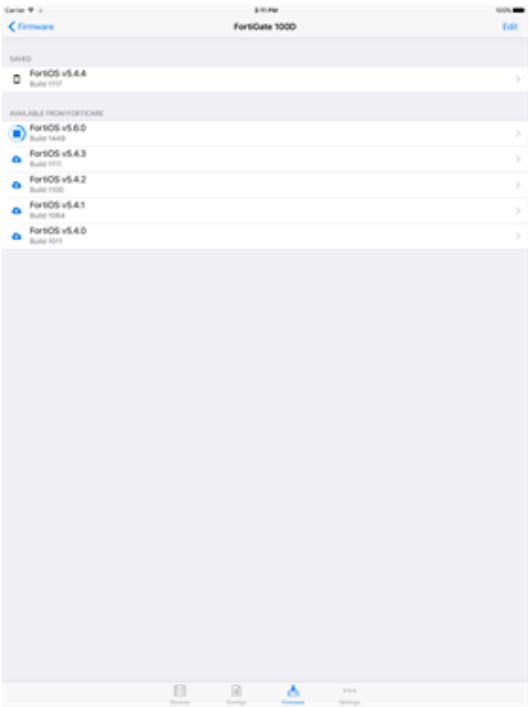 Carrier
3:11 PM
100%
Firmware
FortiGate 100D
Edit
SAVED
FortiOS v5.4.4
Build 1117
AVAILABLE FROM FORTICARE
FortiOS v5.6.0
Build 1449
FortiOS v5.4.3
Build 1111
FortiOS v5.4.2
Build 1100
FortiOS v5.4.1
Build 1064
FortiOS v5.4.0
Build 1011
Devices
Configs
Firmware
Settings